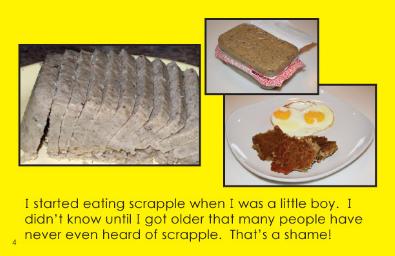 I started eating scrapple when I was a little boy.  I
didn't know until I got older that many people have
never even heard of scrapple.  That's a shame!
4